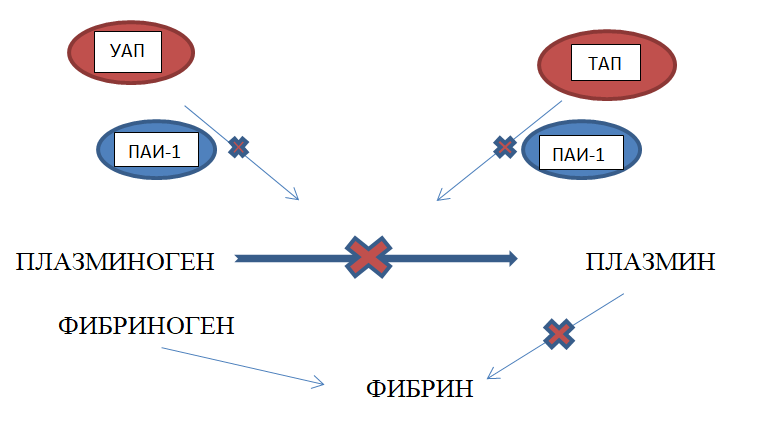 УАП
ТАП
ПАИ-1
ПАИ-1
ПЛАЗМИНОГЕН
ПЛАЗМИН
ФИБРИНОГЕН
ФИБРИН